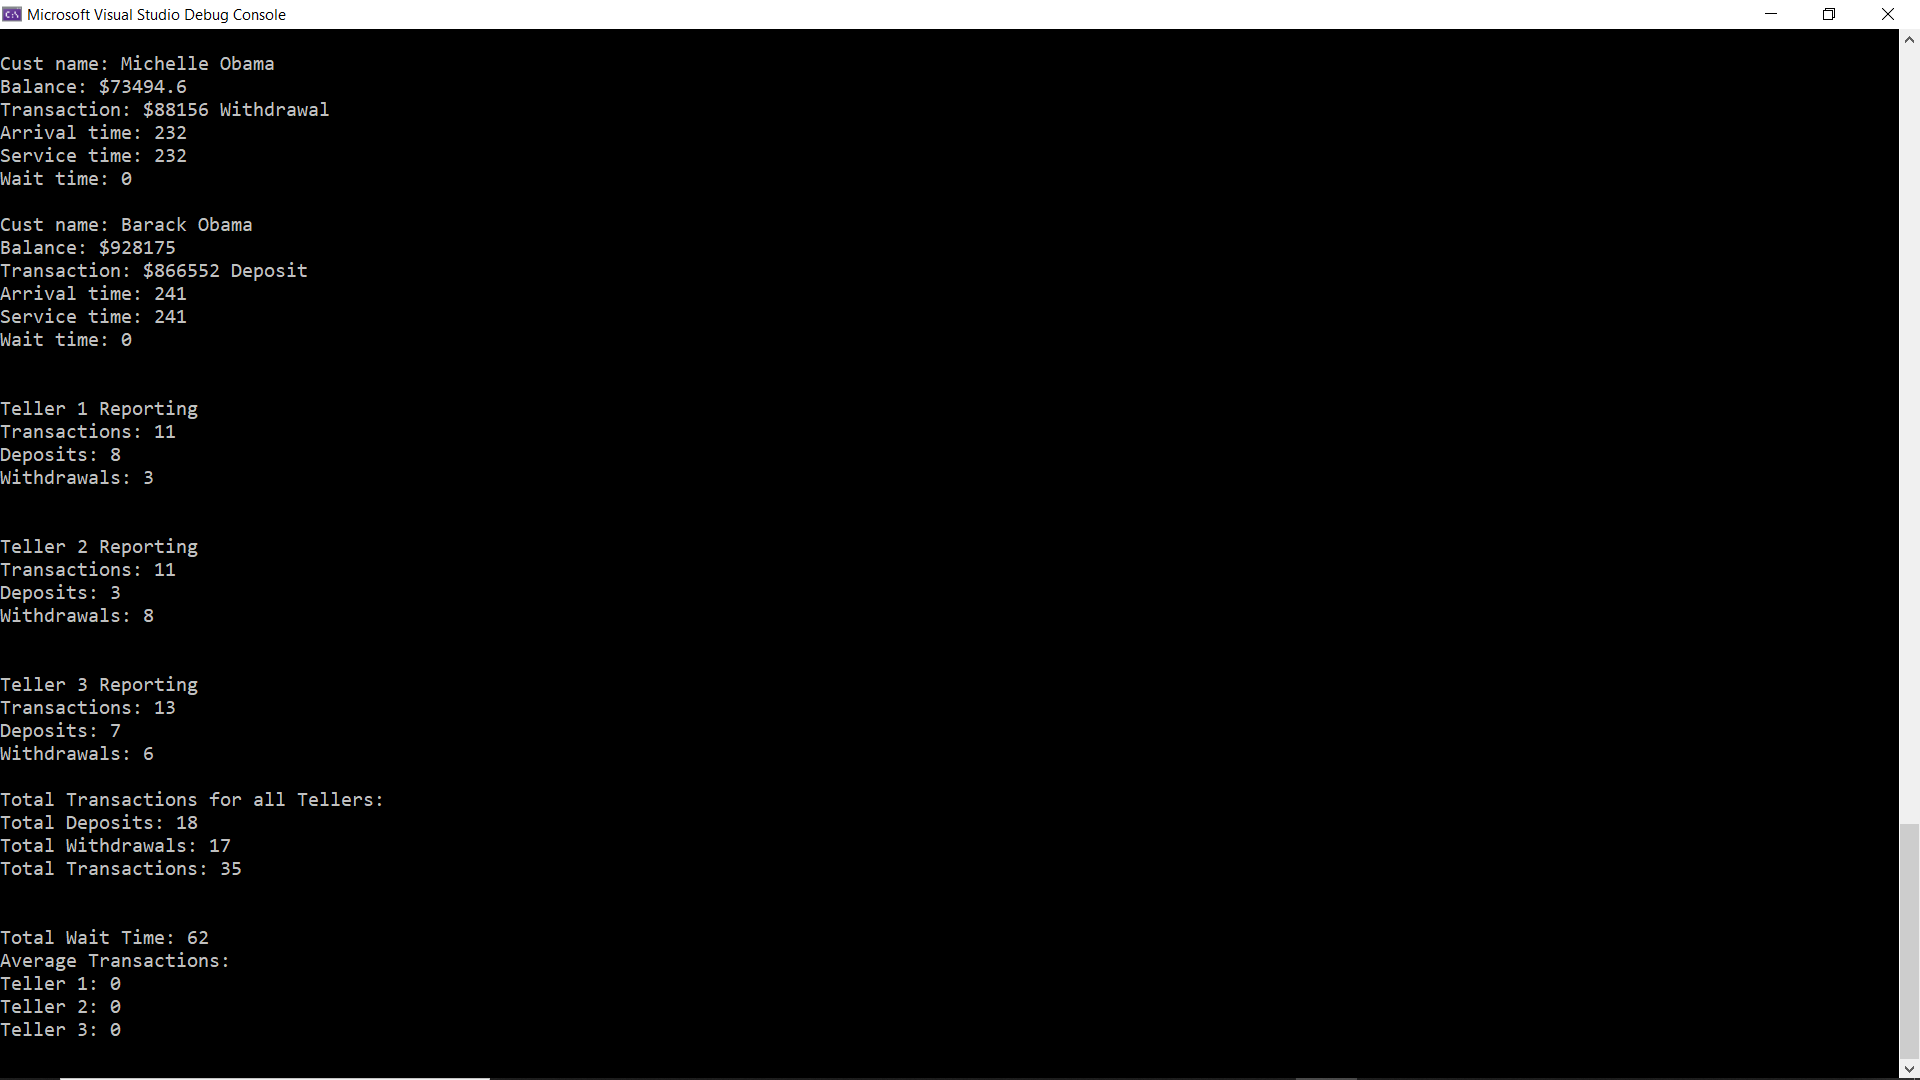 Microsoft Visual Studio Debug Console
Cust name: Michelle Obama
Balance: $73494.6
Transaction: $88156 Withdrawal
Arrival time: 232
Service time: 232
Wait time: 0
Cust name: Barack Obama
Balance: $928175
Transaction: $866552 Deposit
Arrival time: 241
Service time: 241
Wait time: 0
Teller 1 Reporting
Transactions: 11
Deposits: 8
Withdrawals: 3
Teller 2 Reporting
Transactions: 11
Deposits: 3
Withdrawals: 8
Teller 3 Reporting
Transactions: 13
Deposits: 7
Withdrawals: 6
Total Transactions for all Tellers:
Total Deposits: 18
Total Withdrawals: 17
Total Transactions: 35
Total Wait Time: 62
Average Transactions:
Teller 1: 0
Teller 2: 0
Teller 3: 0